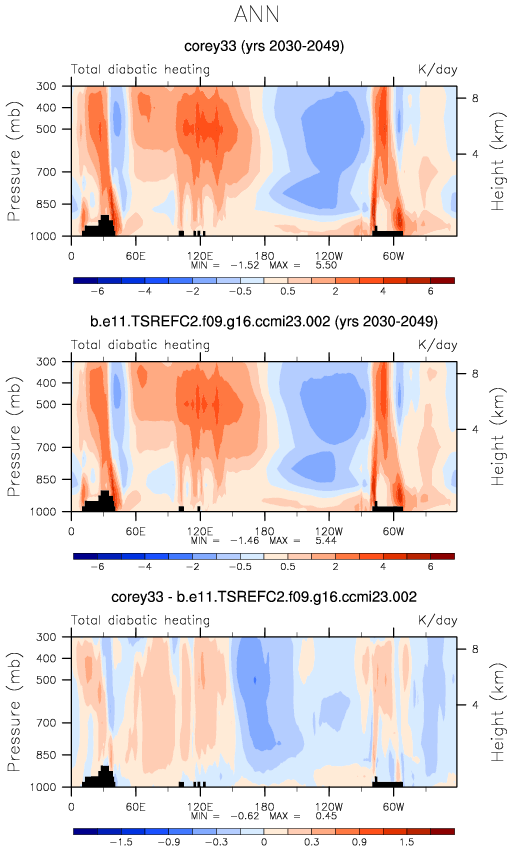 ANN
corey33 (yrs 2030-2049)
Total diabatic heating K/day
Pressure (mb)
300
400
500
700
850
1000
8
4
Height (km)
0 60E 120E 180 120W 60W
MIN = -1.52 MAX = 5.50
-6 -4 -2 -0.5 0.5 2 4 6
b.e11.TSREFC2.f09.g16.ccmi23.002 (yrs 2030-2049)
Total diabatic heating K/day
Pressure (mb)
300
400
500
700
850
1000
8
4
Height (km)
0 60E 120E 180 120W 60W
MIN = -1.46 MAX = 5.44
-6 -4 -2 -0.5 0.5 2 4 6
corey33 - b.e11.TSREFC2.f09.g16.ccmi23.002
Total diabatic heating K/day
Pressure (mb)
300
400
500
700
850
1000
8
4
Height (km)
0 60E 120E 180 120W 60W
MIN = -0.62 MAX = 0.45
-1.5 -0.9 -0.3 0 0.3 0.9 1.5